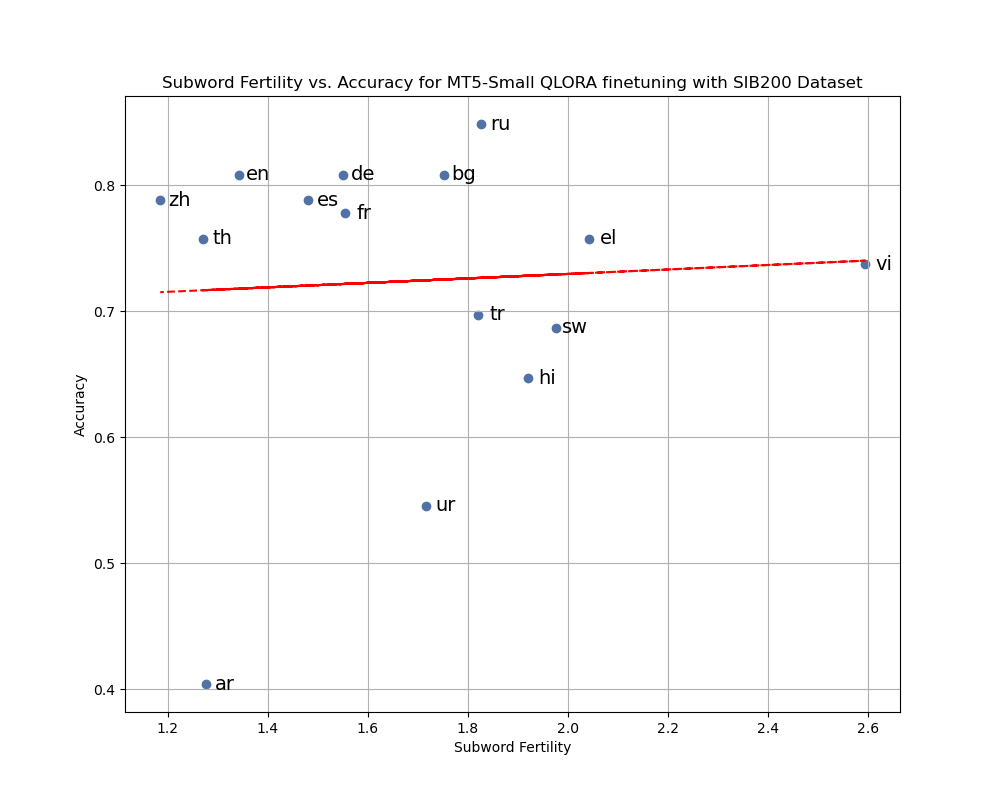 Subword Fertility vs. Accuracy for MT5-Small QLORA finetuning with SIB200 Dataset
ru
en
de
bg
zh
es
fr
th
el
vi
tr
sw
hi
ur
ar
0.8
0.7
0.6
0.5
0.4
Accuracy
1.2 1.4 1.6 1.8 2.0 2.2 2.4 2.6
Subword Fertility